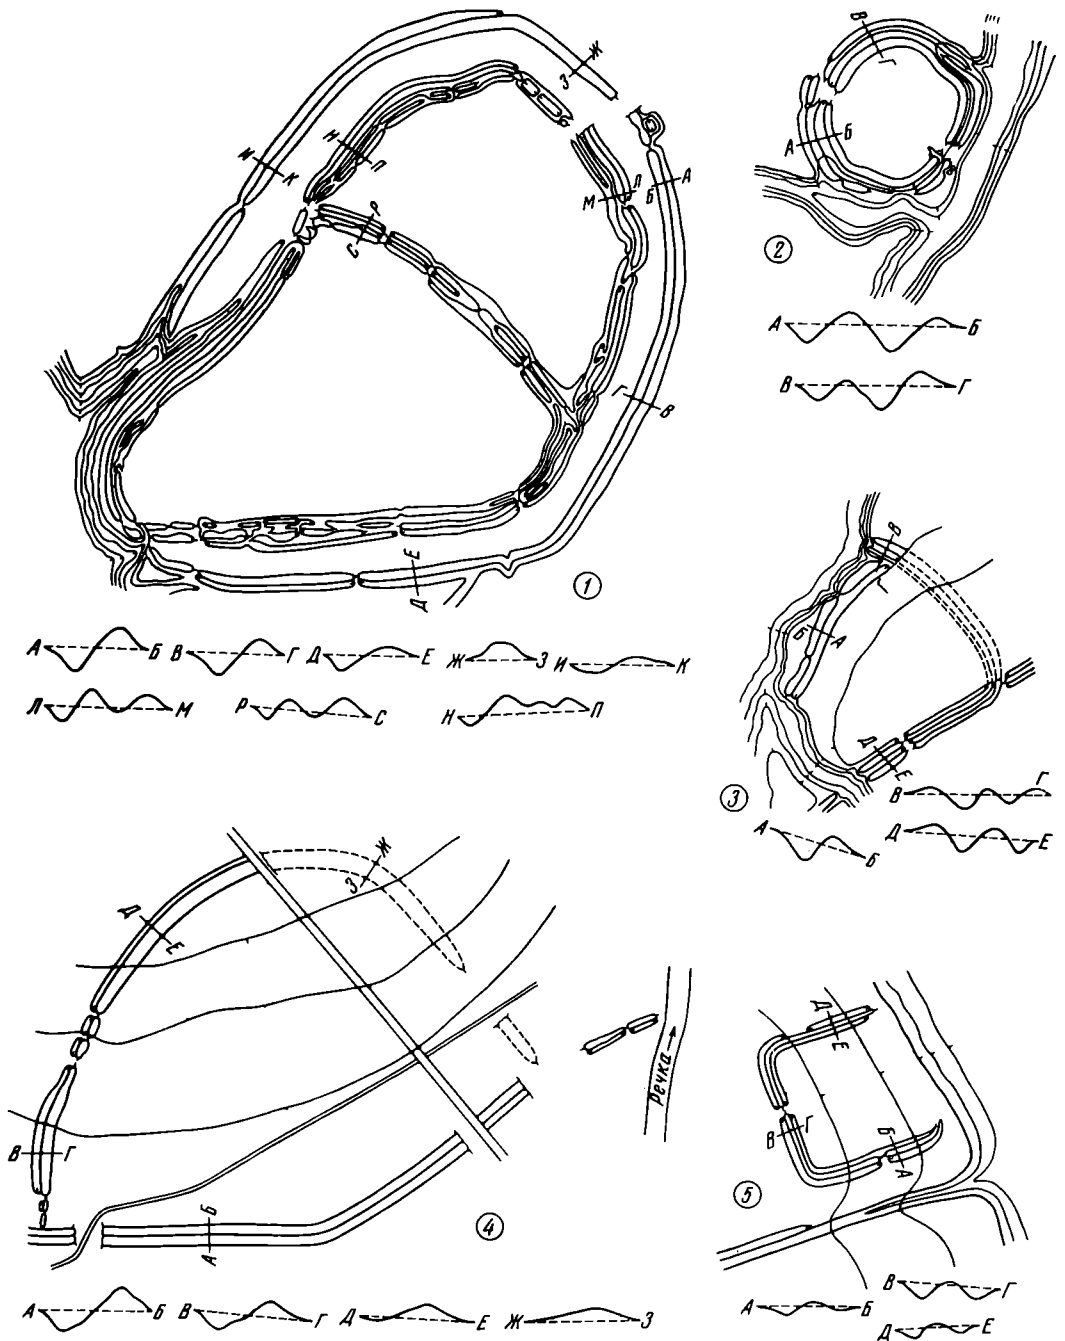 Ж
З
И
К
Н
П
Р
С
М
Л
Б
А
Г
В
Е
Д
1
А Б В Г Д Е Ж З И К
Л М Р С Н П
В
Г
А
Б
2
А Б
В Г
В
Г
Б
А
Д
Е
3
В Г
А Б
Д Е
Ж
З
Д
Е
В Г
Б
А
4
Речка →
А Б В Г Д Е Ж З
Д
Е
В Г
Б
А
5
А Б
В Г
Д Е